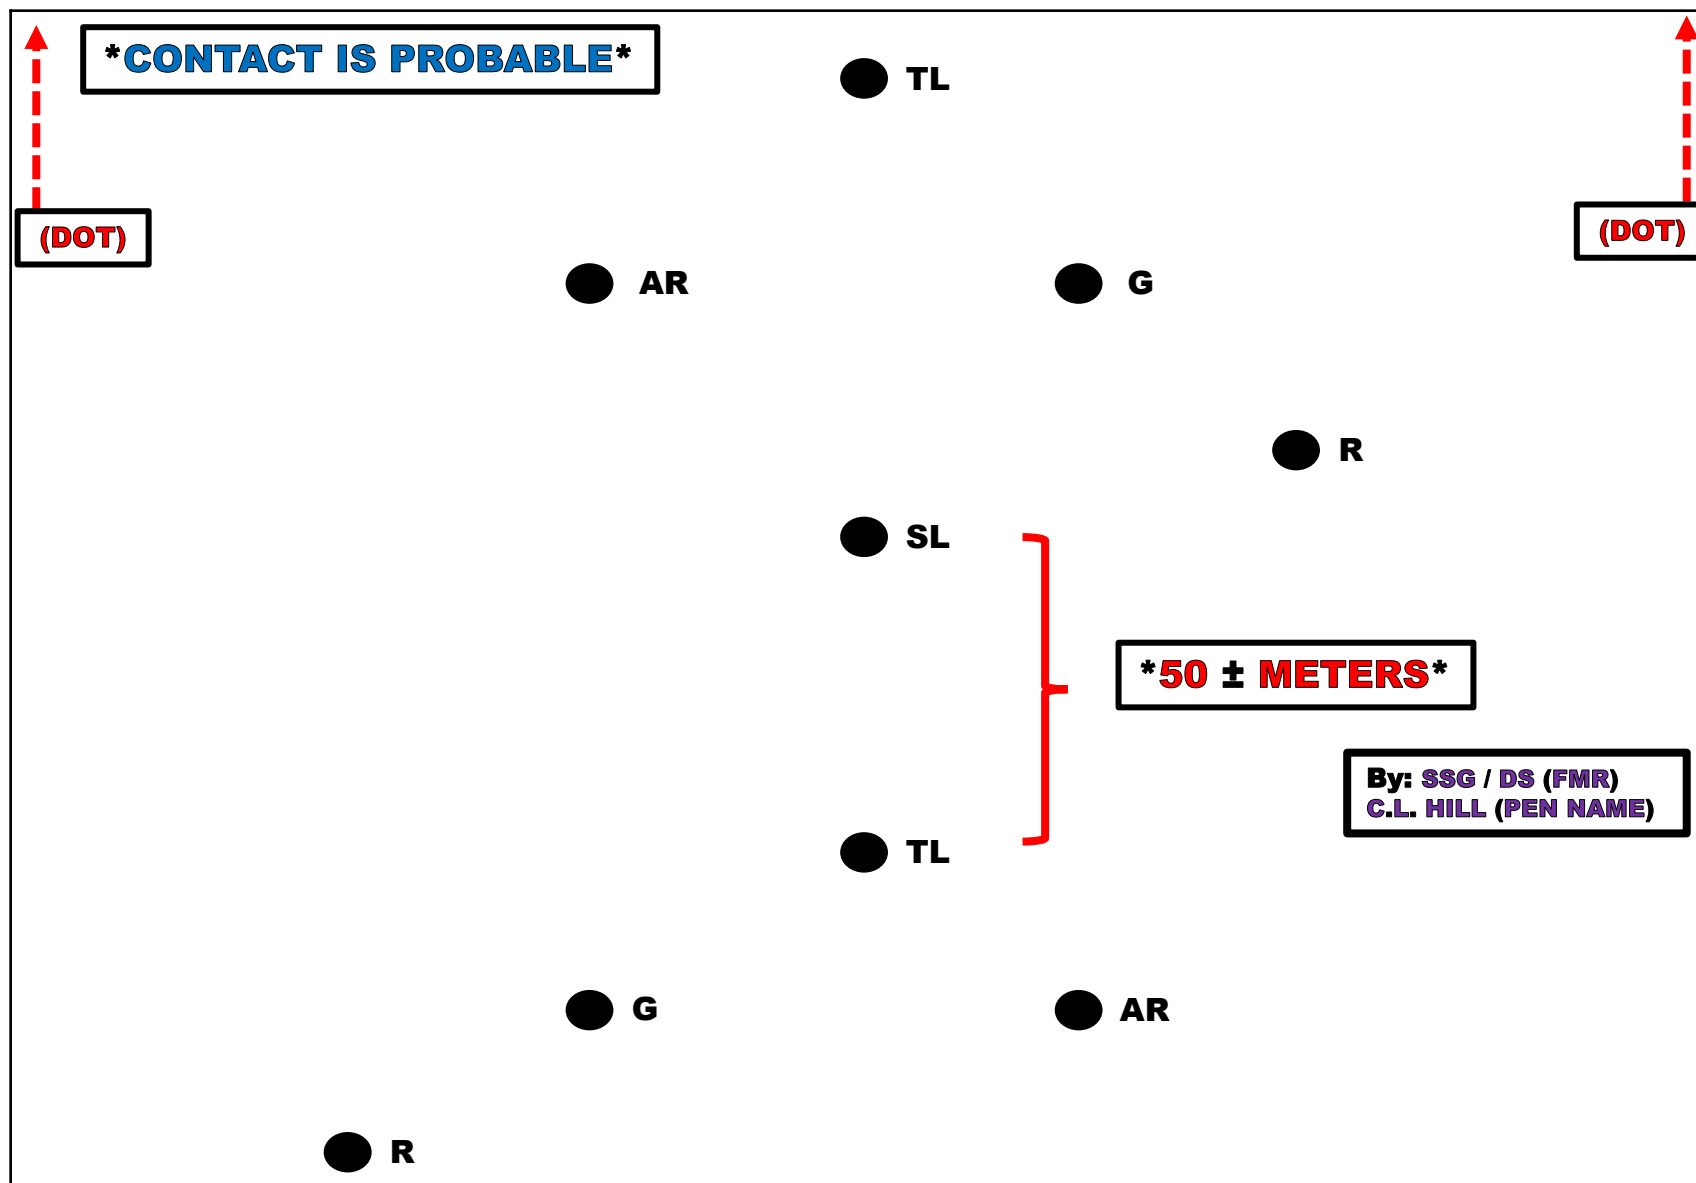 *CONTACT IS PROBABLE*
TL
(DOT)
(DOT)
AR
G
R
SL
*50 ± METERS*
By: SSG / DS (FMR)
C.L. HILL (PEN NAME)
TL
G
AR
R